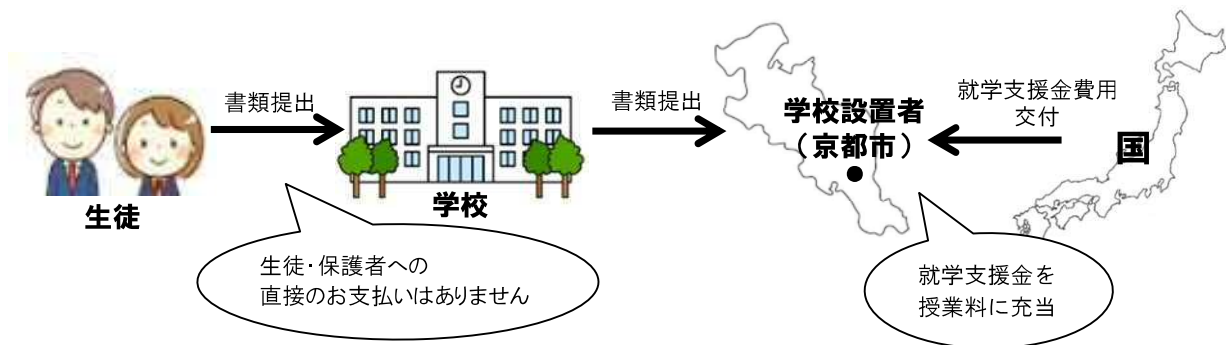 書類提出
書類提出
就学支援金費用
交付
学校設置者
（京都市）
国
生徒
学校
生徒・保護者への
直接のお支払いはありません
就学支援金を
授業料に充当